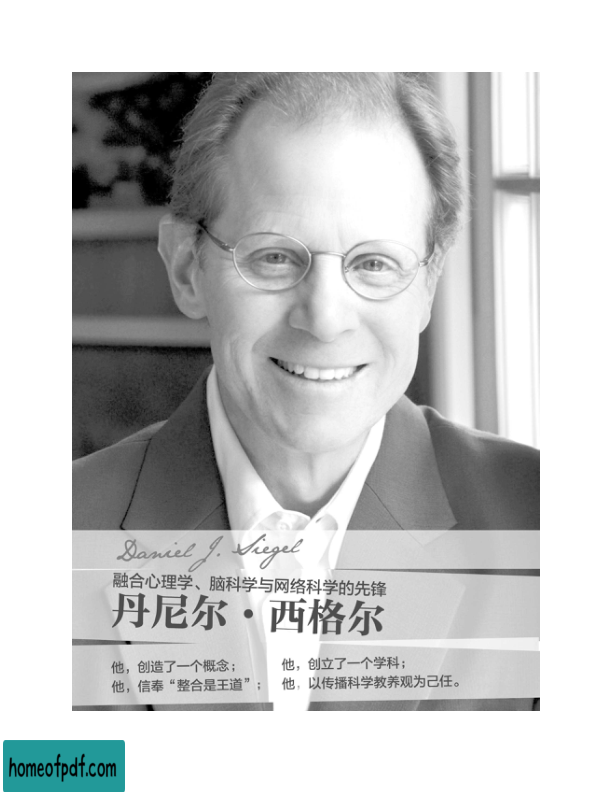 Daniel J. Siegel
融合心理学、脑科学与网络科学的先锋
丹尼尔·西格尔
他，创造了一个概念； 他，创立了一个学科；
他，信奉“整合是王道”； 他，以传播科学教养观为己任。
homeofpdf.com